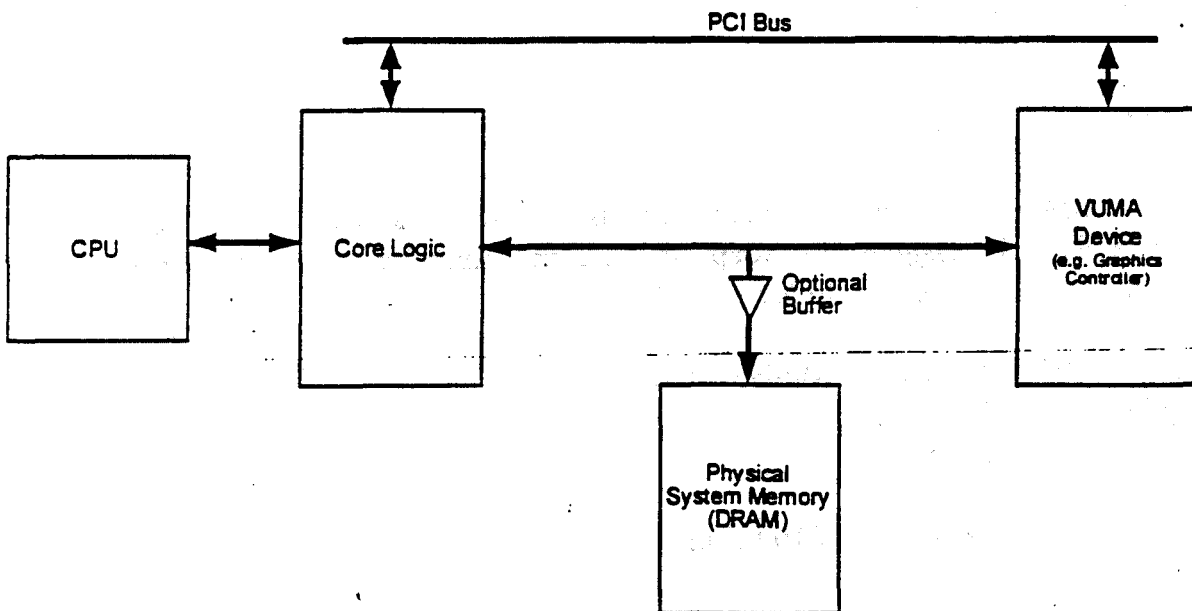 PCI Bus
CPU
Core Logic
VUMA
Device
(e.g. Graphics
Controller)
Optional
Buffer
Physical
System Memory
(DRAM)